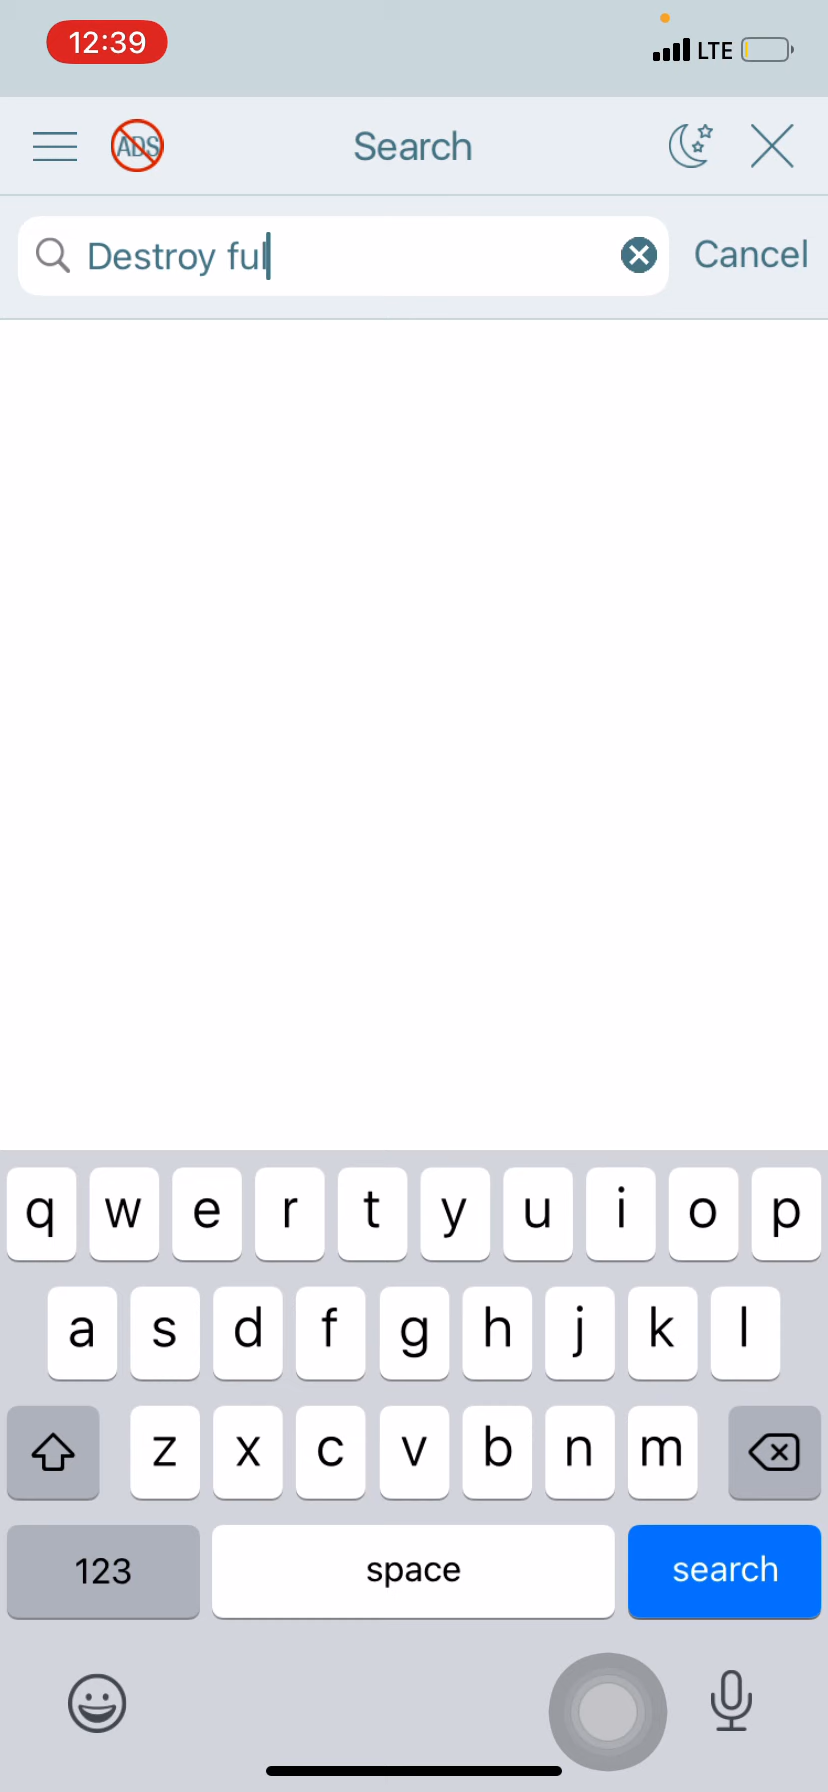 12:39
LTE
ADS
Search
Destroy ful
Cancel
q w e r t y u i o p
a s d f g h j k l
z x c v b n m
123 space search